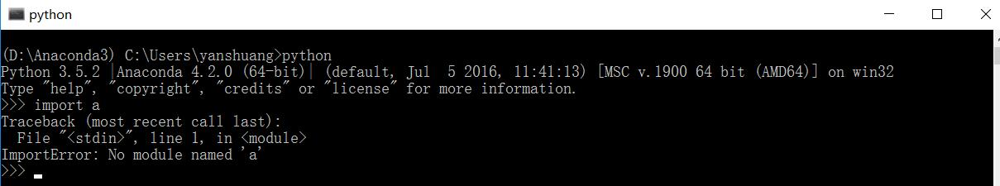 python
(D:\Anaconda3) C:\Users\yanshuang>python
Python 3.5.2 |Anaconda 4.2.0 (64-bit)| (default, Jul  5 2016, 11:41:13) [MSC v.1900 64 bit (AMD64)] on win32
Type "help", "copyright", "credits" or "license" for more information.
>>> import a
Traceback (most recent call last):
  File "<stdin>", line 1, in <module>
ImportError: No module named 'a'
>>>